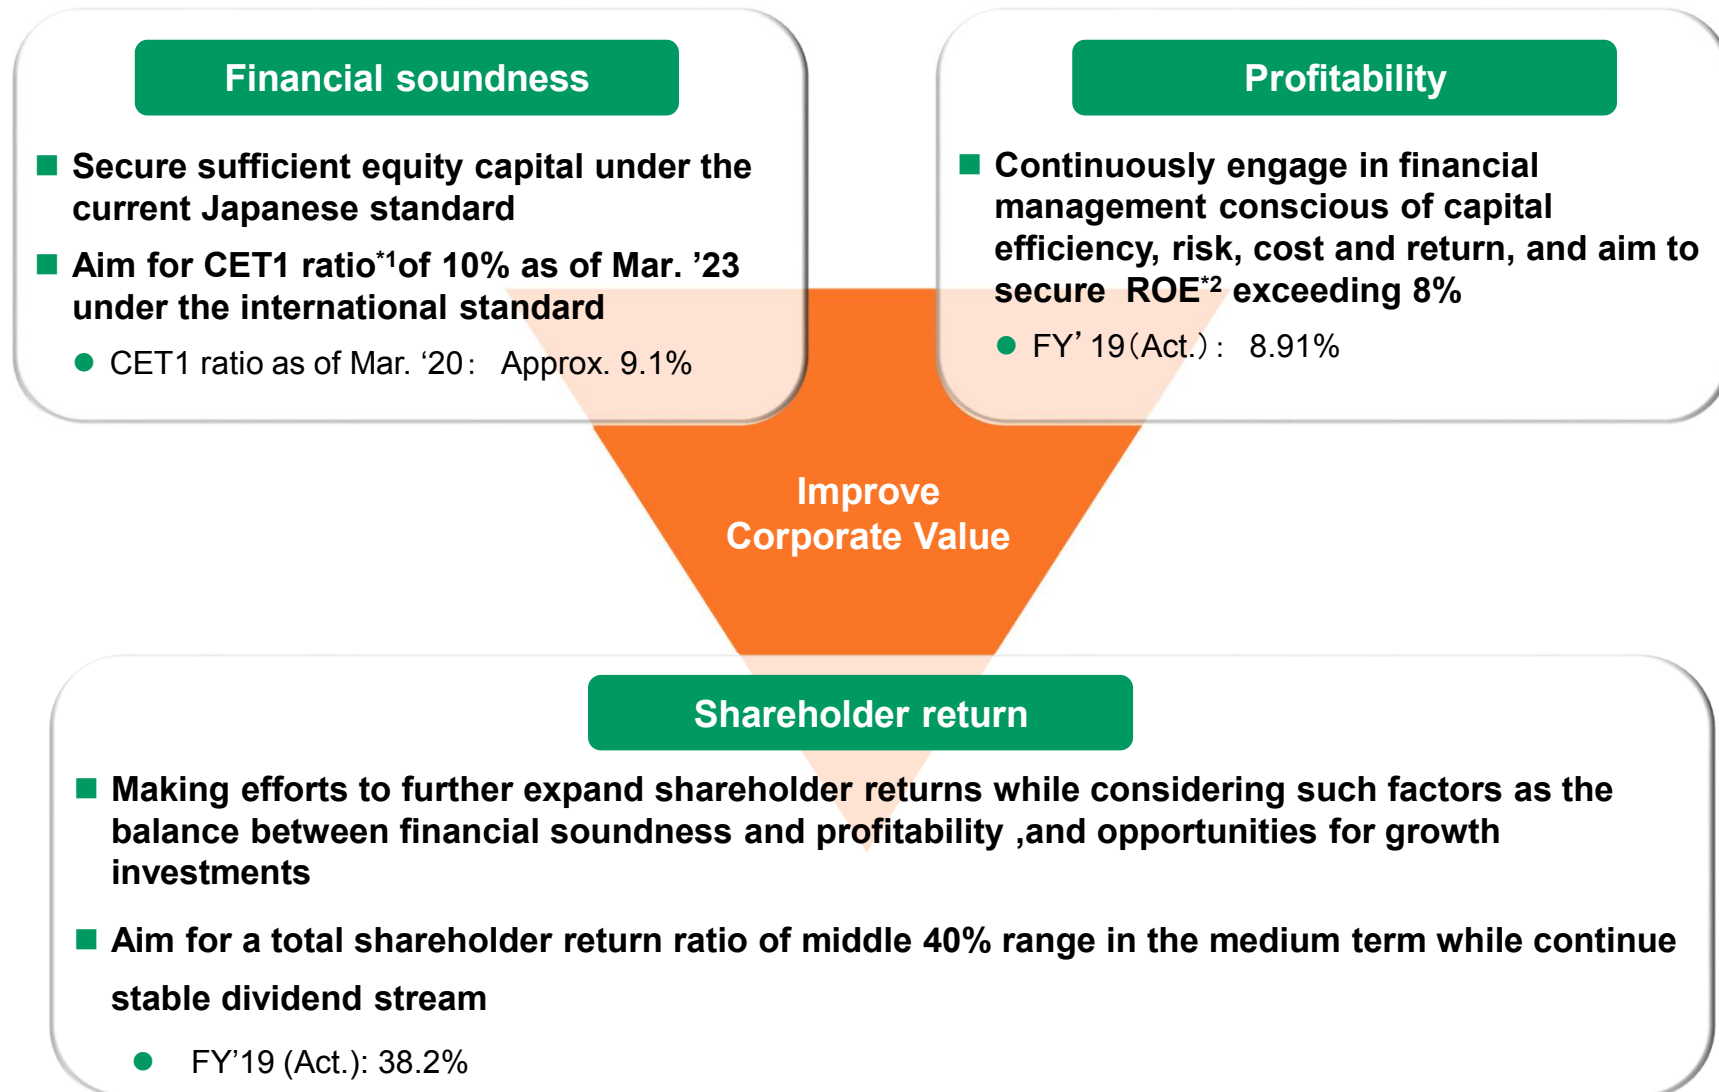 Financial soundness
■ Secure sufficient equity capital under the
current Japanese standard
■ Aim for CET1 ratio*1of 10% as of Mar. ’23
under the international standard
● CET1 ratio as of Mar. ‘20： Approx. 9.1%
Profitability
■ Continuously engage in financial
management conscious of capital
efficiency, risk, cost and return, and aim to
secure ROE*2 exceeding 8%
● FY’ 19（Act.）： 8.91%
Improve
Corporate Value
Shareholder return
■ Making efforts to further expand shareholder returns while considering such factors as the
balance between financial soundness and profitability ,and opportunities for growth
investments
■ Aim for a total shareholder return ratio of middle 40% range in the medium term while continue
stable dividend stream
● FY’19 (Act.): 38.2%